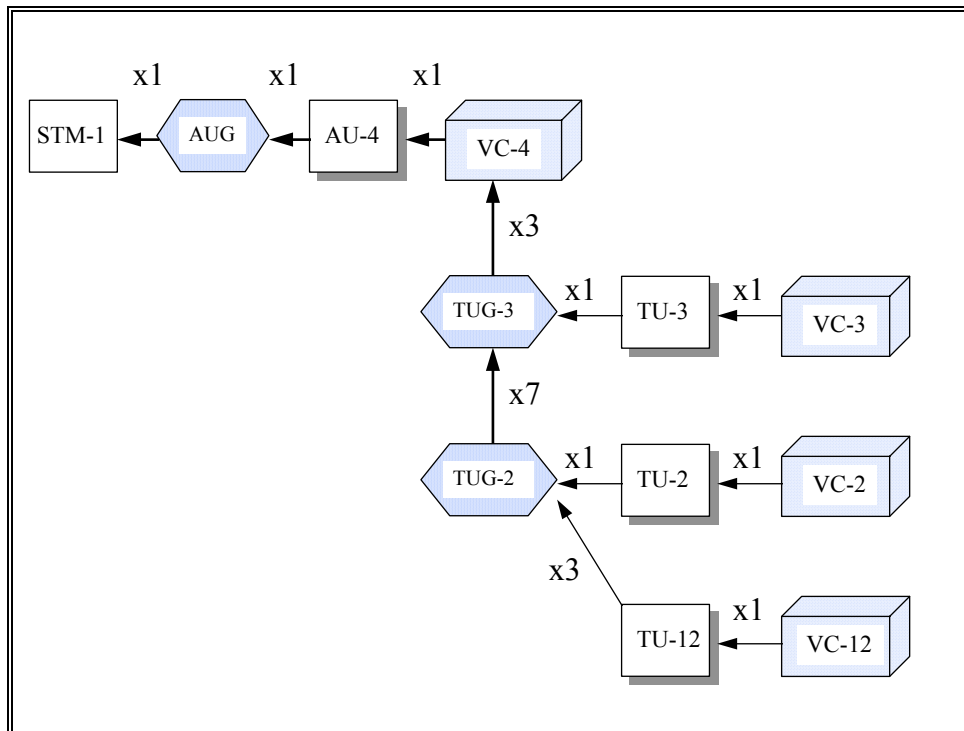 x1 x1 x1
STM-1 AUG AU-4 VC-4
x3
x1 x1
TUG-3 TU-3 VC-3
x7
x1 x1
TUG-2 TU-2 VC-2
x3
x1
TU-12 VC-12